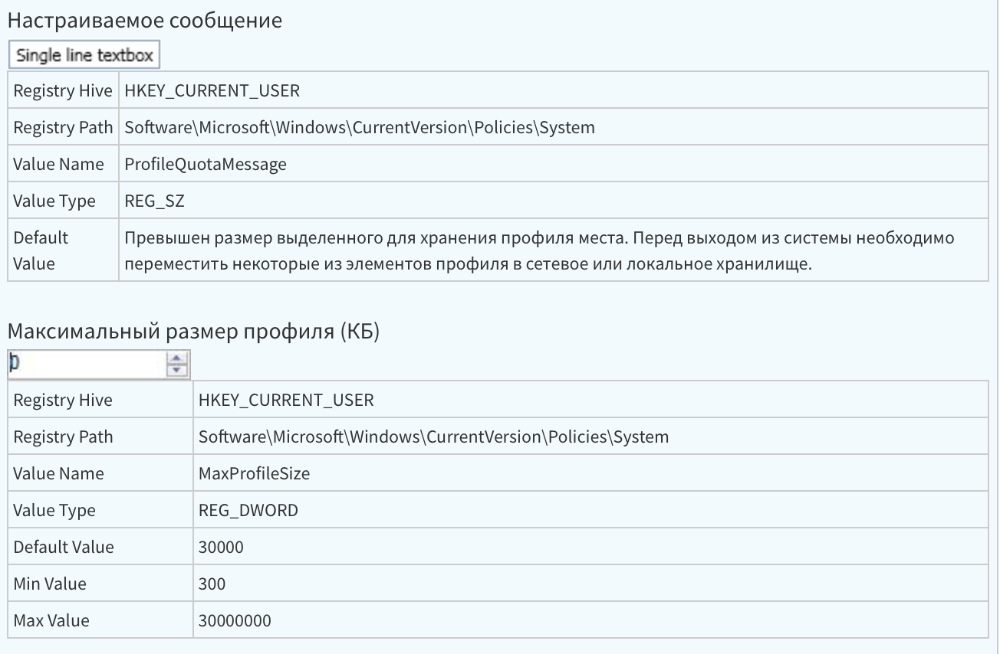 Настраиваемое сообщение
Single line textbox
Registry Hive HKEY_CURRENT_USER
Registry Path Software\Microsoft\Windows\CurrentVersion\Policies\System
Value Name ProfileQuotaMessage
Value Type REG_SZ
Default Value Превышен размер выделенного для хранения профиля места. Перед выходом из системы необходимо
переместить некоторые из элементов профиля в сетевое или локальное хранилище.
Максимальный размер профиля (КБ)
0
Registry Hive HKEY_CURRENT_USER
Registry Path Software\Microsoft\Windows\CurrentVersion\Policies\System
Value Name MaxProfileSize
Value Type REG_DWORD
Default Value 30000
Min Value 300
Max Value 30000000